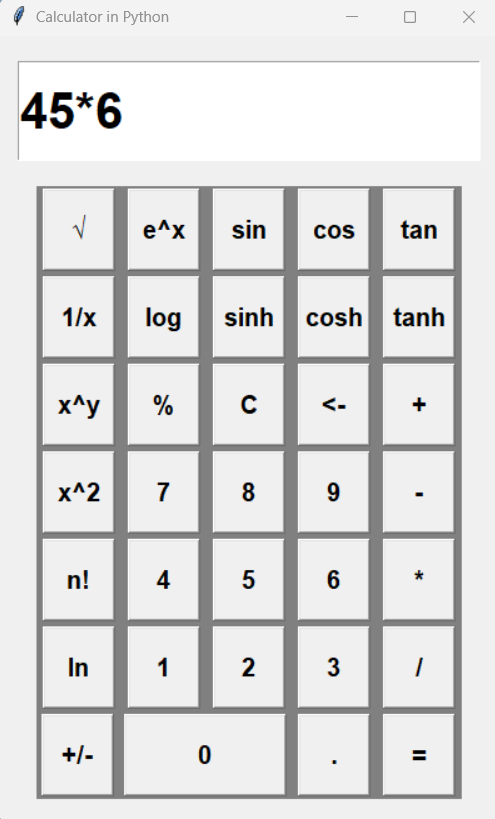 Calculator in Python
45*6
√ e^x sin cos tan
1/x log sinh cosh tanh
x^y % C <- +
x^2 7 8 9 -
n! 4 5 6 *
ln 1 2 3 /
+/- 0 . =